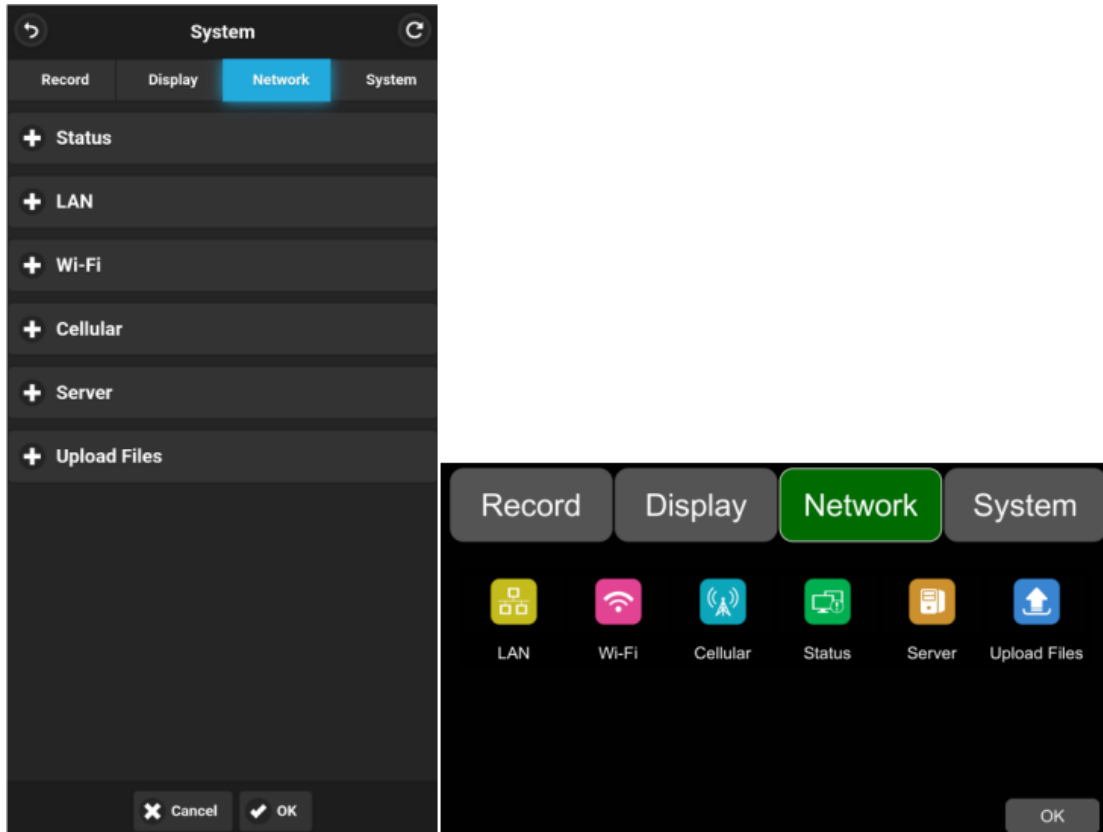 System
Record Display Network System
Status
LAN
Wi-Fi
Cellular
Server
Upload Files
Cancel OK
Record Display Network System
LAN Wi-Fi Cellular Status Server Upload Files
OK